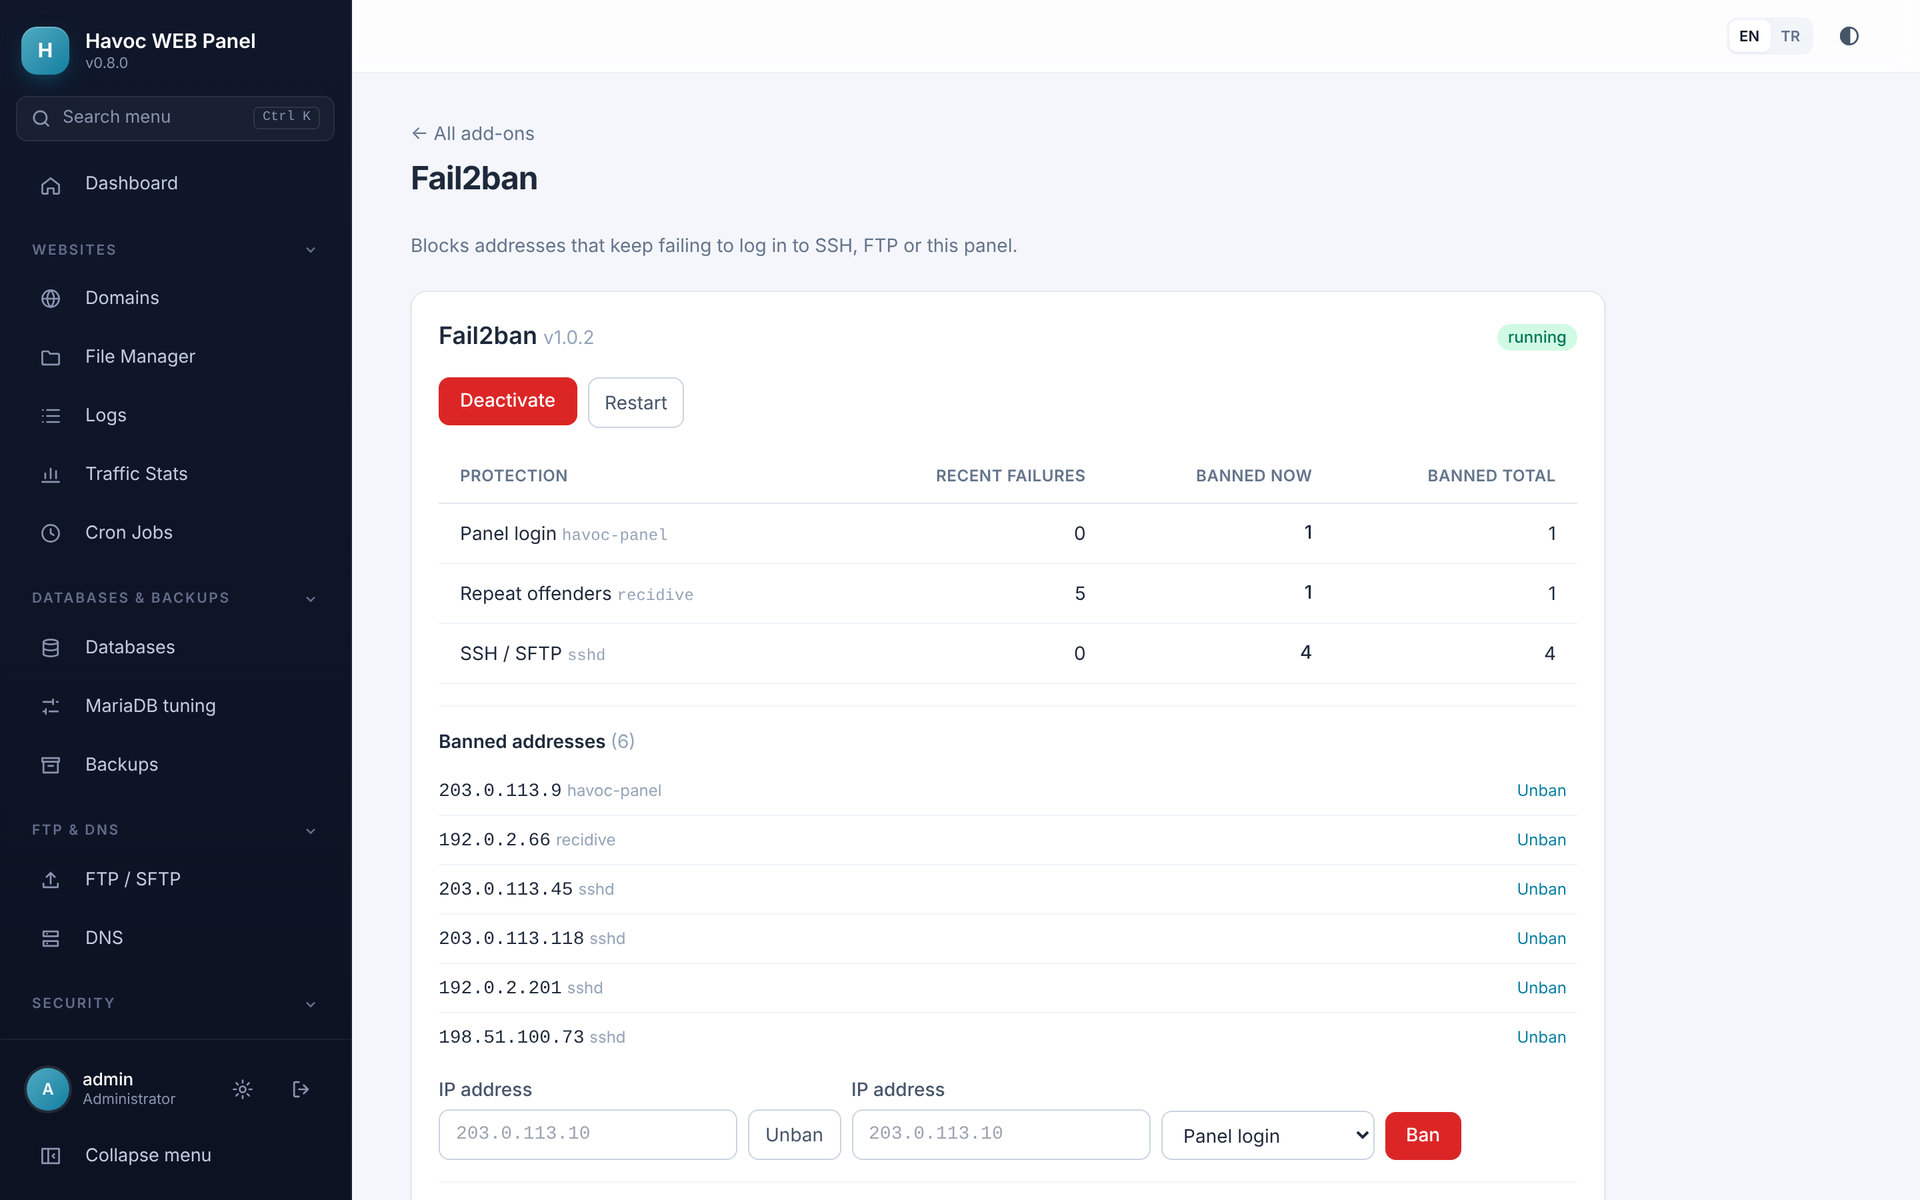 H
Havoc WEB Panel
v0.8.0
Search menu
Ctrl K
Dashboard
WEBSITES
Domains
File Manager
Logs
Traffic Stats
Cron Jobs
DATABASES & BACKUPS
Databases
MariaDB tuning
Backups
FTP & DNS
FTP / SFTP
DNS
SECURITY
A
admin
Administrator
Collapse menu
EN TR
← All add-ons
Fail2ban
Blocks addresses that keep failing to log in to SSH, FTP or this panel.
Fail2ban v1.0.2
running
Deactivate Restart
PROTECTION RECENT FAILURES BANNED NOW BANNED TOTAL
Panel login havoc-panel 0 1 1
Repeat offenders recidive 5 1 1
SSH / SFTP sshd 0 4 4
Banned addresses (6)
203.0.113.9 havoc-panel Unban
192.0.2.66 recidive Unban
203.0.113.45 sshd Unban
203.0.113.118 sshd Unban
192.0.2.201 sshd Unban
198.51.100.73 sshd Unban
IP address IP address
203.0.113.10 Unban 203.0.113.10 Panel login Ban